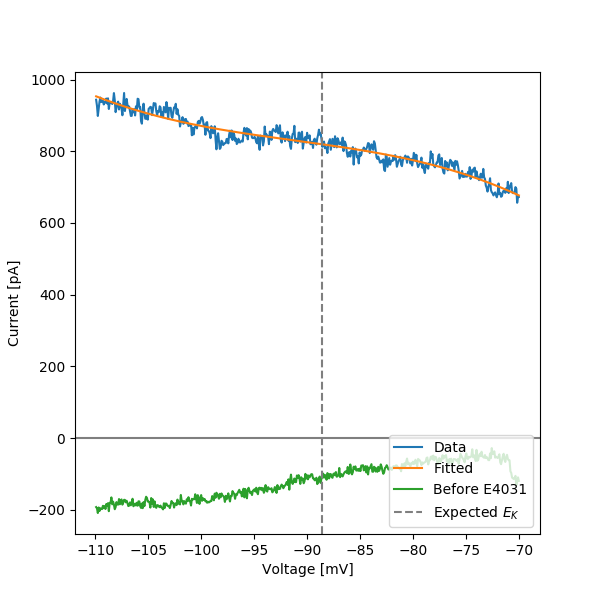 1000
800
600
400
200
0
−200
Current [pA]
−110
−105
−100
−95
−90
−85
−80
−75
−70
Voltage [mV]
Data
Fitted
Before E4031
Expected E_K